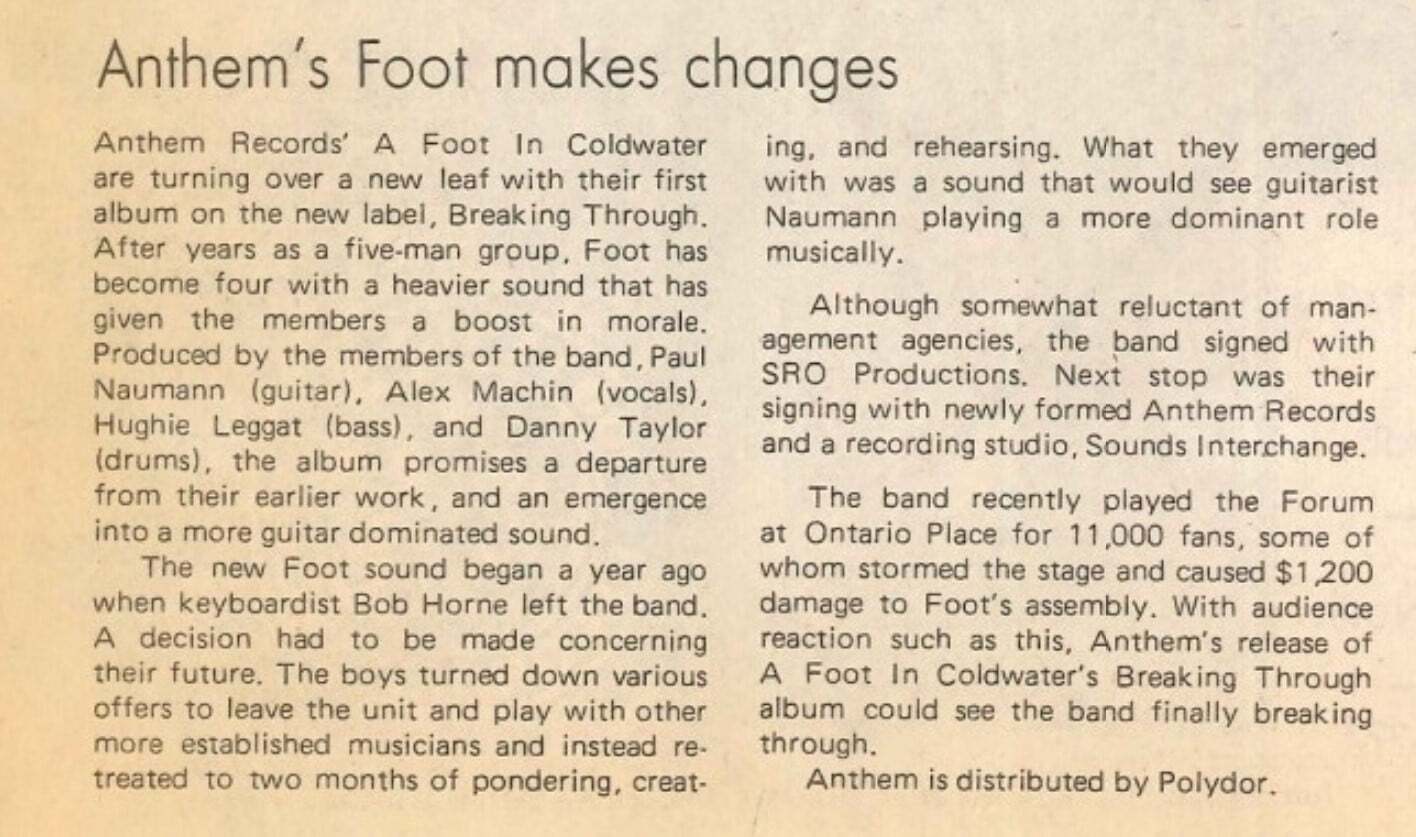 Anthem's Foot makes changes
Anthem Records' A Foot In Coldwater
are turning over a new leaf with their first
album on the new label, Breaking Through.
After years as a five-man group, Foot has
become four with a heavier sound that has
given the members a boost in morale.
Produced by the members of the band, Paul
Naumann (guitar), Alex Machin (vocals),
Hughie Leggat (bass), and Danny Taylor
(drums), the album promises a departure
from their earlier work, and an emergence
into a more guitar dominated sound.
The new Foot sound began a year ago
when keyboardist Bob Horne left the band.
A decision had to be made concerning
their future. The boys turned down various
offers to leave the unit and play with other
more established musicians and instead re-
treated to two months of pondering, creat-
ing, and rehearsing. What they emerged
with was a sound that would see guitarist
Naumann playing a more dominant role
musically.
Although somewhat reluctant of man-
agement agencies, the band signed with
SRO Productions. Next stop was their
signing with newly formed Anthem Records
and a recording studio, Sounds Interchange.
The band recently played the Forum
at Ontario Place for 11,000 fans, some of
whom stormed the stage and caused $1,200
damage to Foot's assembly. With audience
reaction such as this, Anthem's release of
A Foot In Coldwater's Breaking Through
album could see the band finally breaking
through.
Anthem is distributed by Polydor.